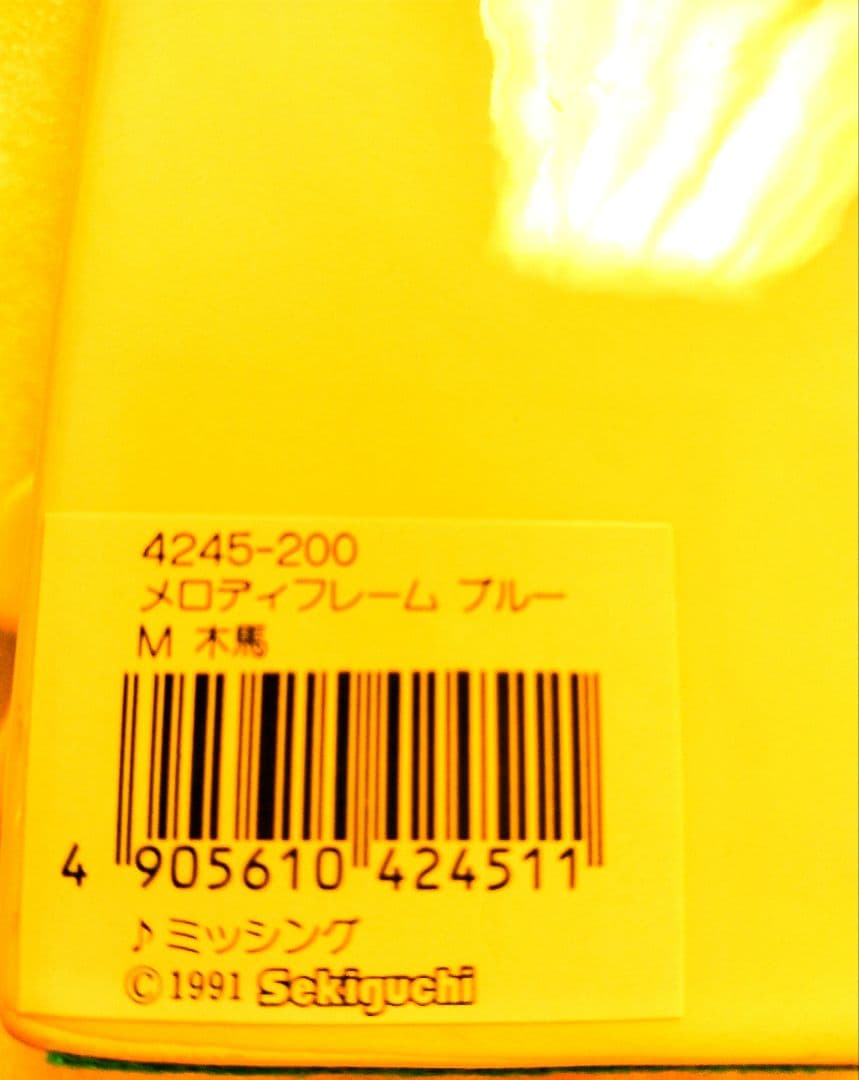 4245-200
メロディフレーム ブルー
M 木馬
4 905610 424511
♪ミッシング
©1991 Sekiguchi